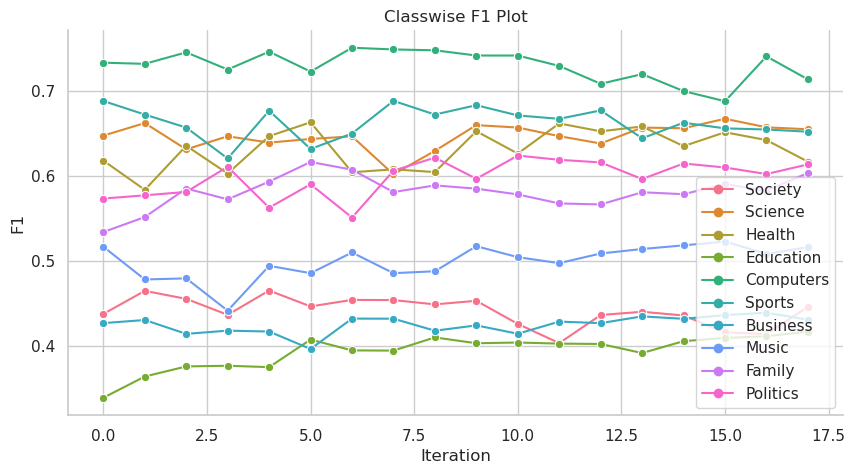 Classwise F1 Plot
F1
0.7
0.6
0.5
0.4
0.0
2.5
5.0
7.5
10.0
12.5
15.0
17.5
Iteration
Society
Science
Health
Education
Computers
Sports
Business
Music
Family
Politics